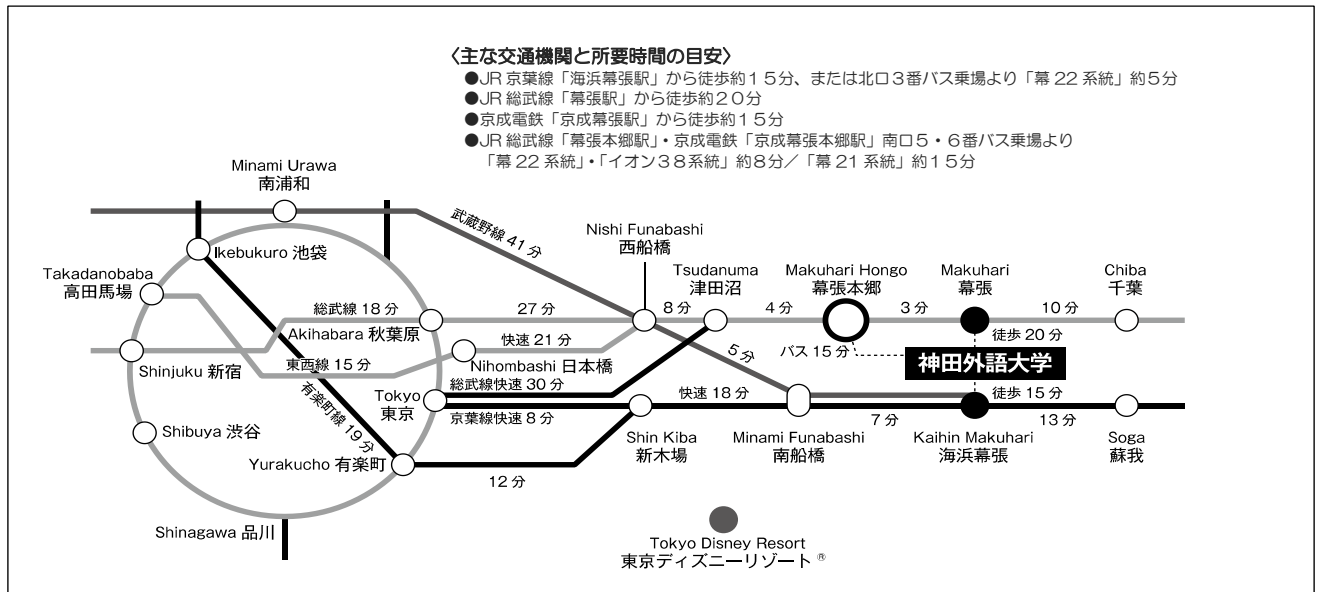 〈主な交通機関と所要時間の目安〉
●JR 京葉線「海浜幕張駅」から徒歩約15分、または北口3番バス乗場より「幕 22 系統」約5分
●JR 総武線「幕張駅」から徒歩約20分
●京成電鉄「京成幕張駅」から徒歩約15分
●JR 総武線「幕張本郷駅」・京成電鉄「京成幕張本郷駅」南口5・6番バス乗場より
「幕 22 系統」・「イオン38系統」約8分／「幕 21 系統」約15分
Minami Urawa
南浦和
武蔵野線 41 分
Nishi Funabashi
西船橋
Ikebukuro 池袋
Takadanobaba
高田馬場
Tsudanuma
津田沼
Makuhari Hongo
幕張本郷
Makuhari
幕張
Chiba
千葉
総武線 18 分
27 分
8 分
4 分
3 分
10 分
Akihabara 秋葉原
快速 21 分
徒歩 20 分
バス 15 分
5 分
神田外語大学
Shinjuku 新宿
東西線 15 分
Nihombashi 日本橋
有楽町線 19 分
総武線快速 30 分
Tokyo
東京
京葉線快速 8 分
快速 18 分
徒歩 15 分
7 分
13 分
Shibuya 渋谷
Shin Kiba
新木場
Minami Funabashi
南船橋
Kaihin Makuhari
海浜幕張
Soga
蘇我
Yurakucho 有楽町
12 分
Shinagawa 品川
Tokyo Disney Resort
東京ディズニーリゾート ®